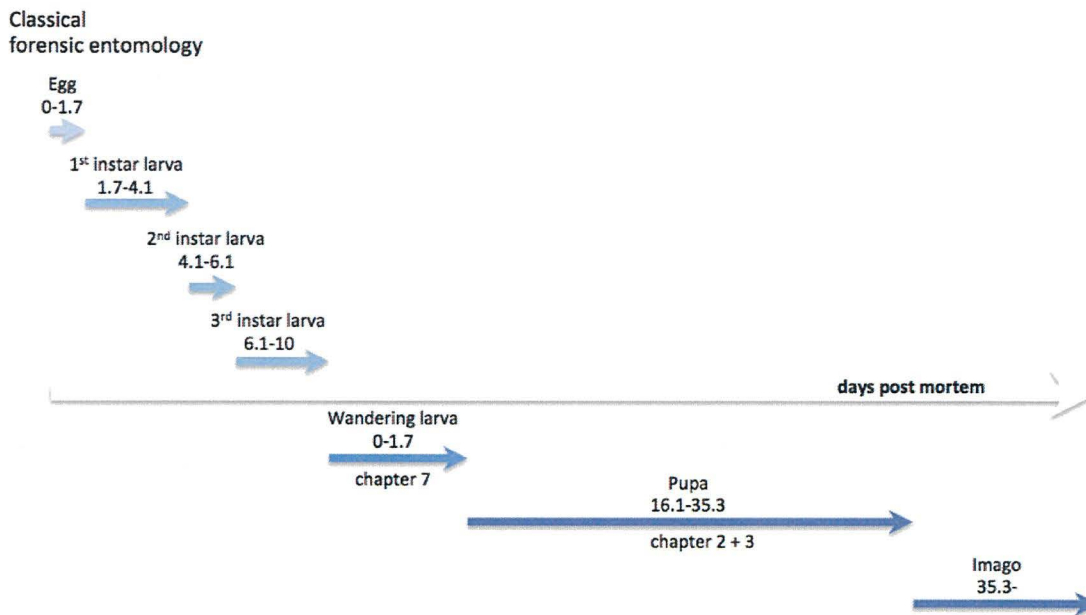 Classical
forensic entomology
Egg
0-1.7
1st instar larva
1.7-4.1
2nd instar larva
4.1-6.1
3rd instar larva
6.1-10
days post mortem
Wandering larva
0-1.7
chapter 7
Pupa
16.1-35.3
chapter 2 + 3
Imago
35.3-